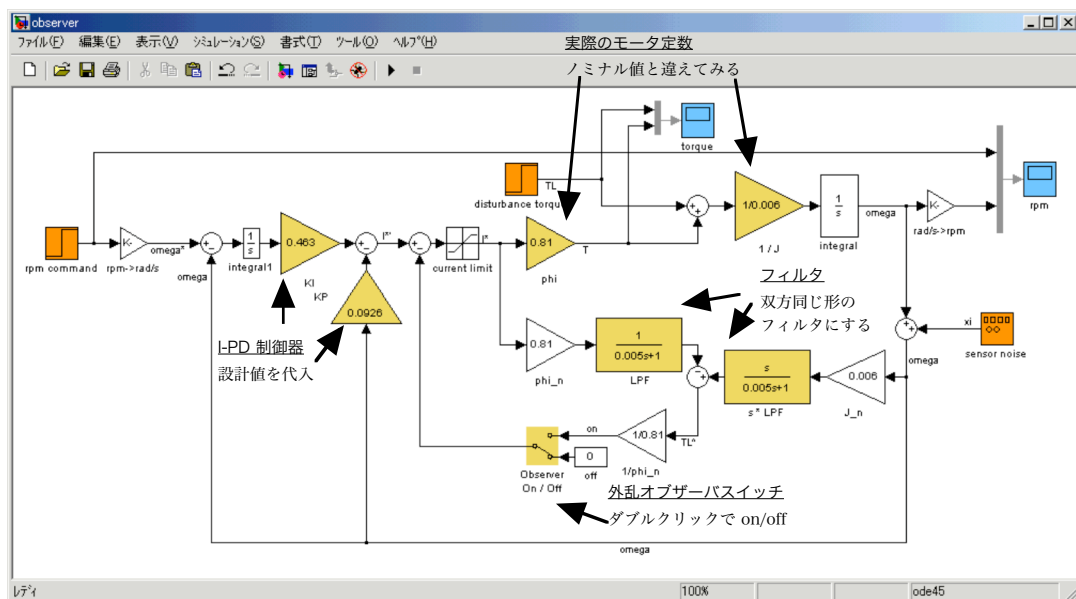 observer
ファイル(F) 編集(E) 表示(V) シミュレーション(S) 書式(T) ツール(O) ヘルプ(H)
実際のモータ定数
ノミナル値と違えてみる
torque
TL
disturbance torque
rpm
1/0.006
1
s
omega
K-
rad/s->rpm
integral
1 / J
rpm command
K-
rpm->rad/s
omega*
omega
1
s
integral1
0.463
KI
KP
0.0926
I*'
I*
current limit
0.81
phi
T
I-PD 制御器
設計値を代入
フィルタ
双方同じ形の
フィルタにする
0.81
phi_n
1
0.005s+1
LPF
s
0.005s+1
s* LPF
0.006
J_n
omega
xi
sensor noise
on
1/0.81
TL^
1/phi_n
0
off
Observer
On / Off
外乱オブザーバスイッチ
ダブルクリックで on/off
omega
レディ 100% ode45